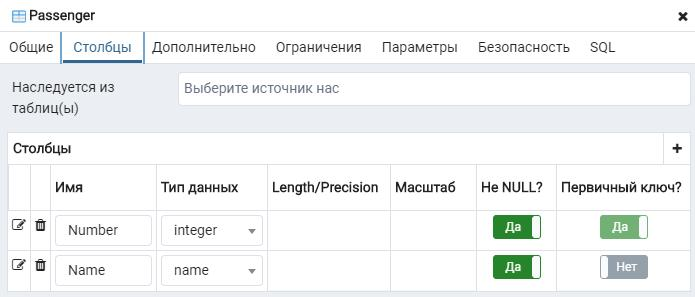 Passenger
Общие Столбцы Дополнительно Ограничения Параметры Безопасность SQL
Наследуется из таблиц(ы)
Выберите источник нас
Столбцы
Имя Тип данных Length/Precision Масштаб Не NULL? Первичный ключ?
Number integer Да Да
Name name Да Нет